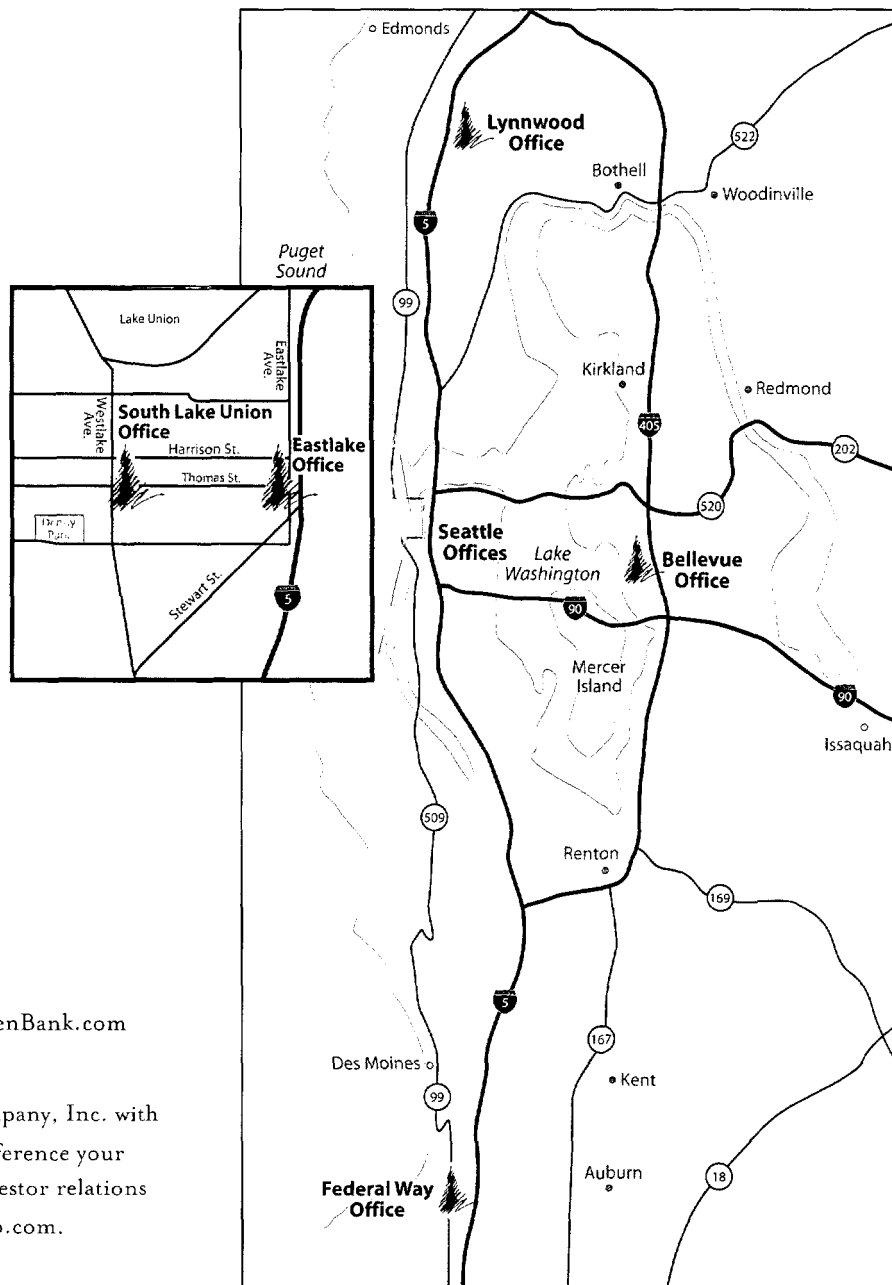 Edmonds
Lynnwood
Office
522
Bothell
Woodinville
5
Puget
Sound
99
Lake Union
Eastlake
Ave.
Westlake
Ave.
South Lake Union
Office
Harrison St.
Eastlake
Office
Thomas St.
Park
Stewart St.
5
Kirkland
Redmond
405
202
520
Seattle
Offices
Lake
Washington
Bellevue
Office
90
Mercer
Island
90
Issaquah
509
Renton
169
5
167
Des Moines
Kent
99
Auburn
18
Federal Way
Office
enBank.com
pany, Inc. with
ference your
estor relations
o.com.